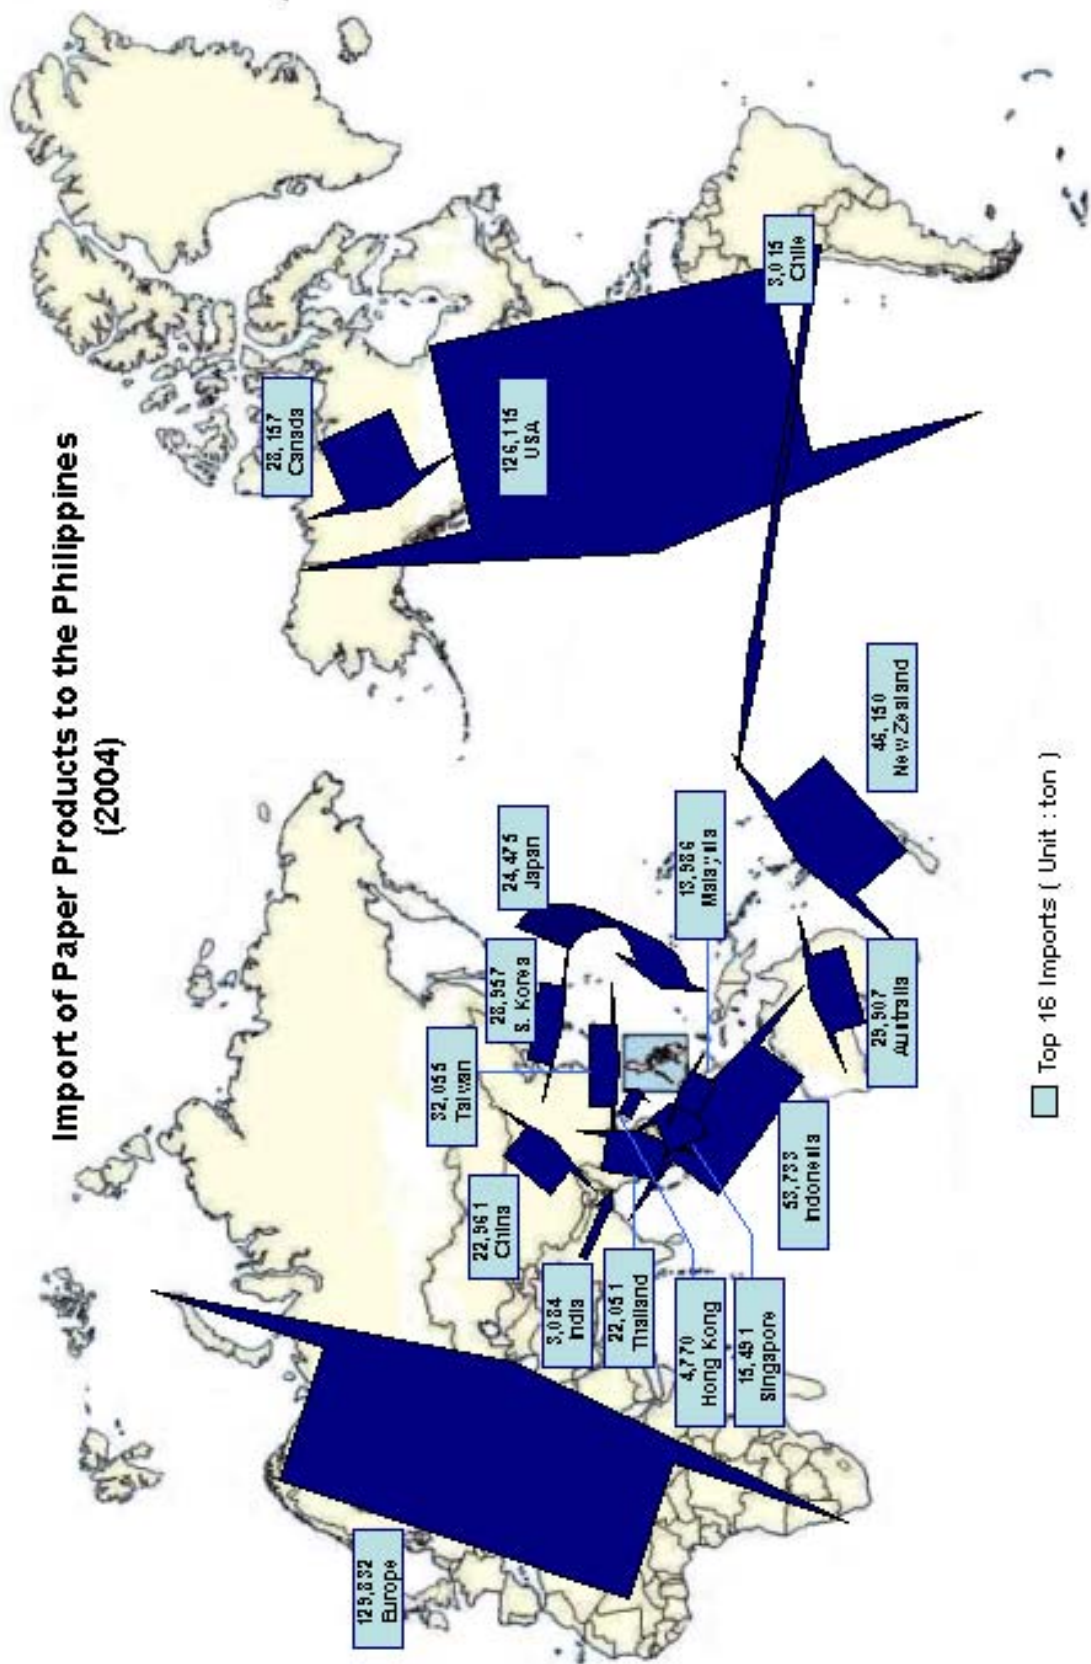 Import of Paper Products to the Philippines
(2004)
28,157
Canada
126,115
USA
3,015
Chile
24,475
Japan
13,986
Malaysia
46,150
New Zealand
28,957
S. Korea
32,055
Taiwan
29,907
Australia
22,961
China
53,733
Indonesia
3,084
India
22,051
Thailand
4,770
Hong Kong
15,491
Singapore
129,832
Europe
Top 16 Imports ( Unit : ton )